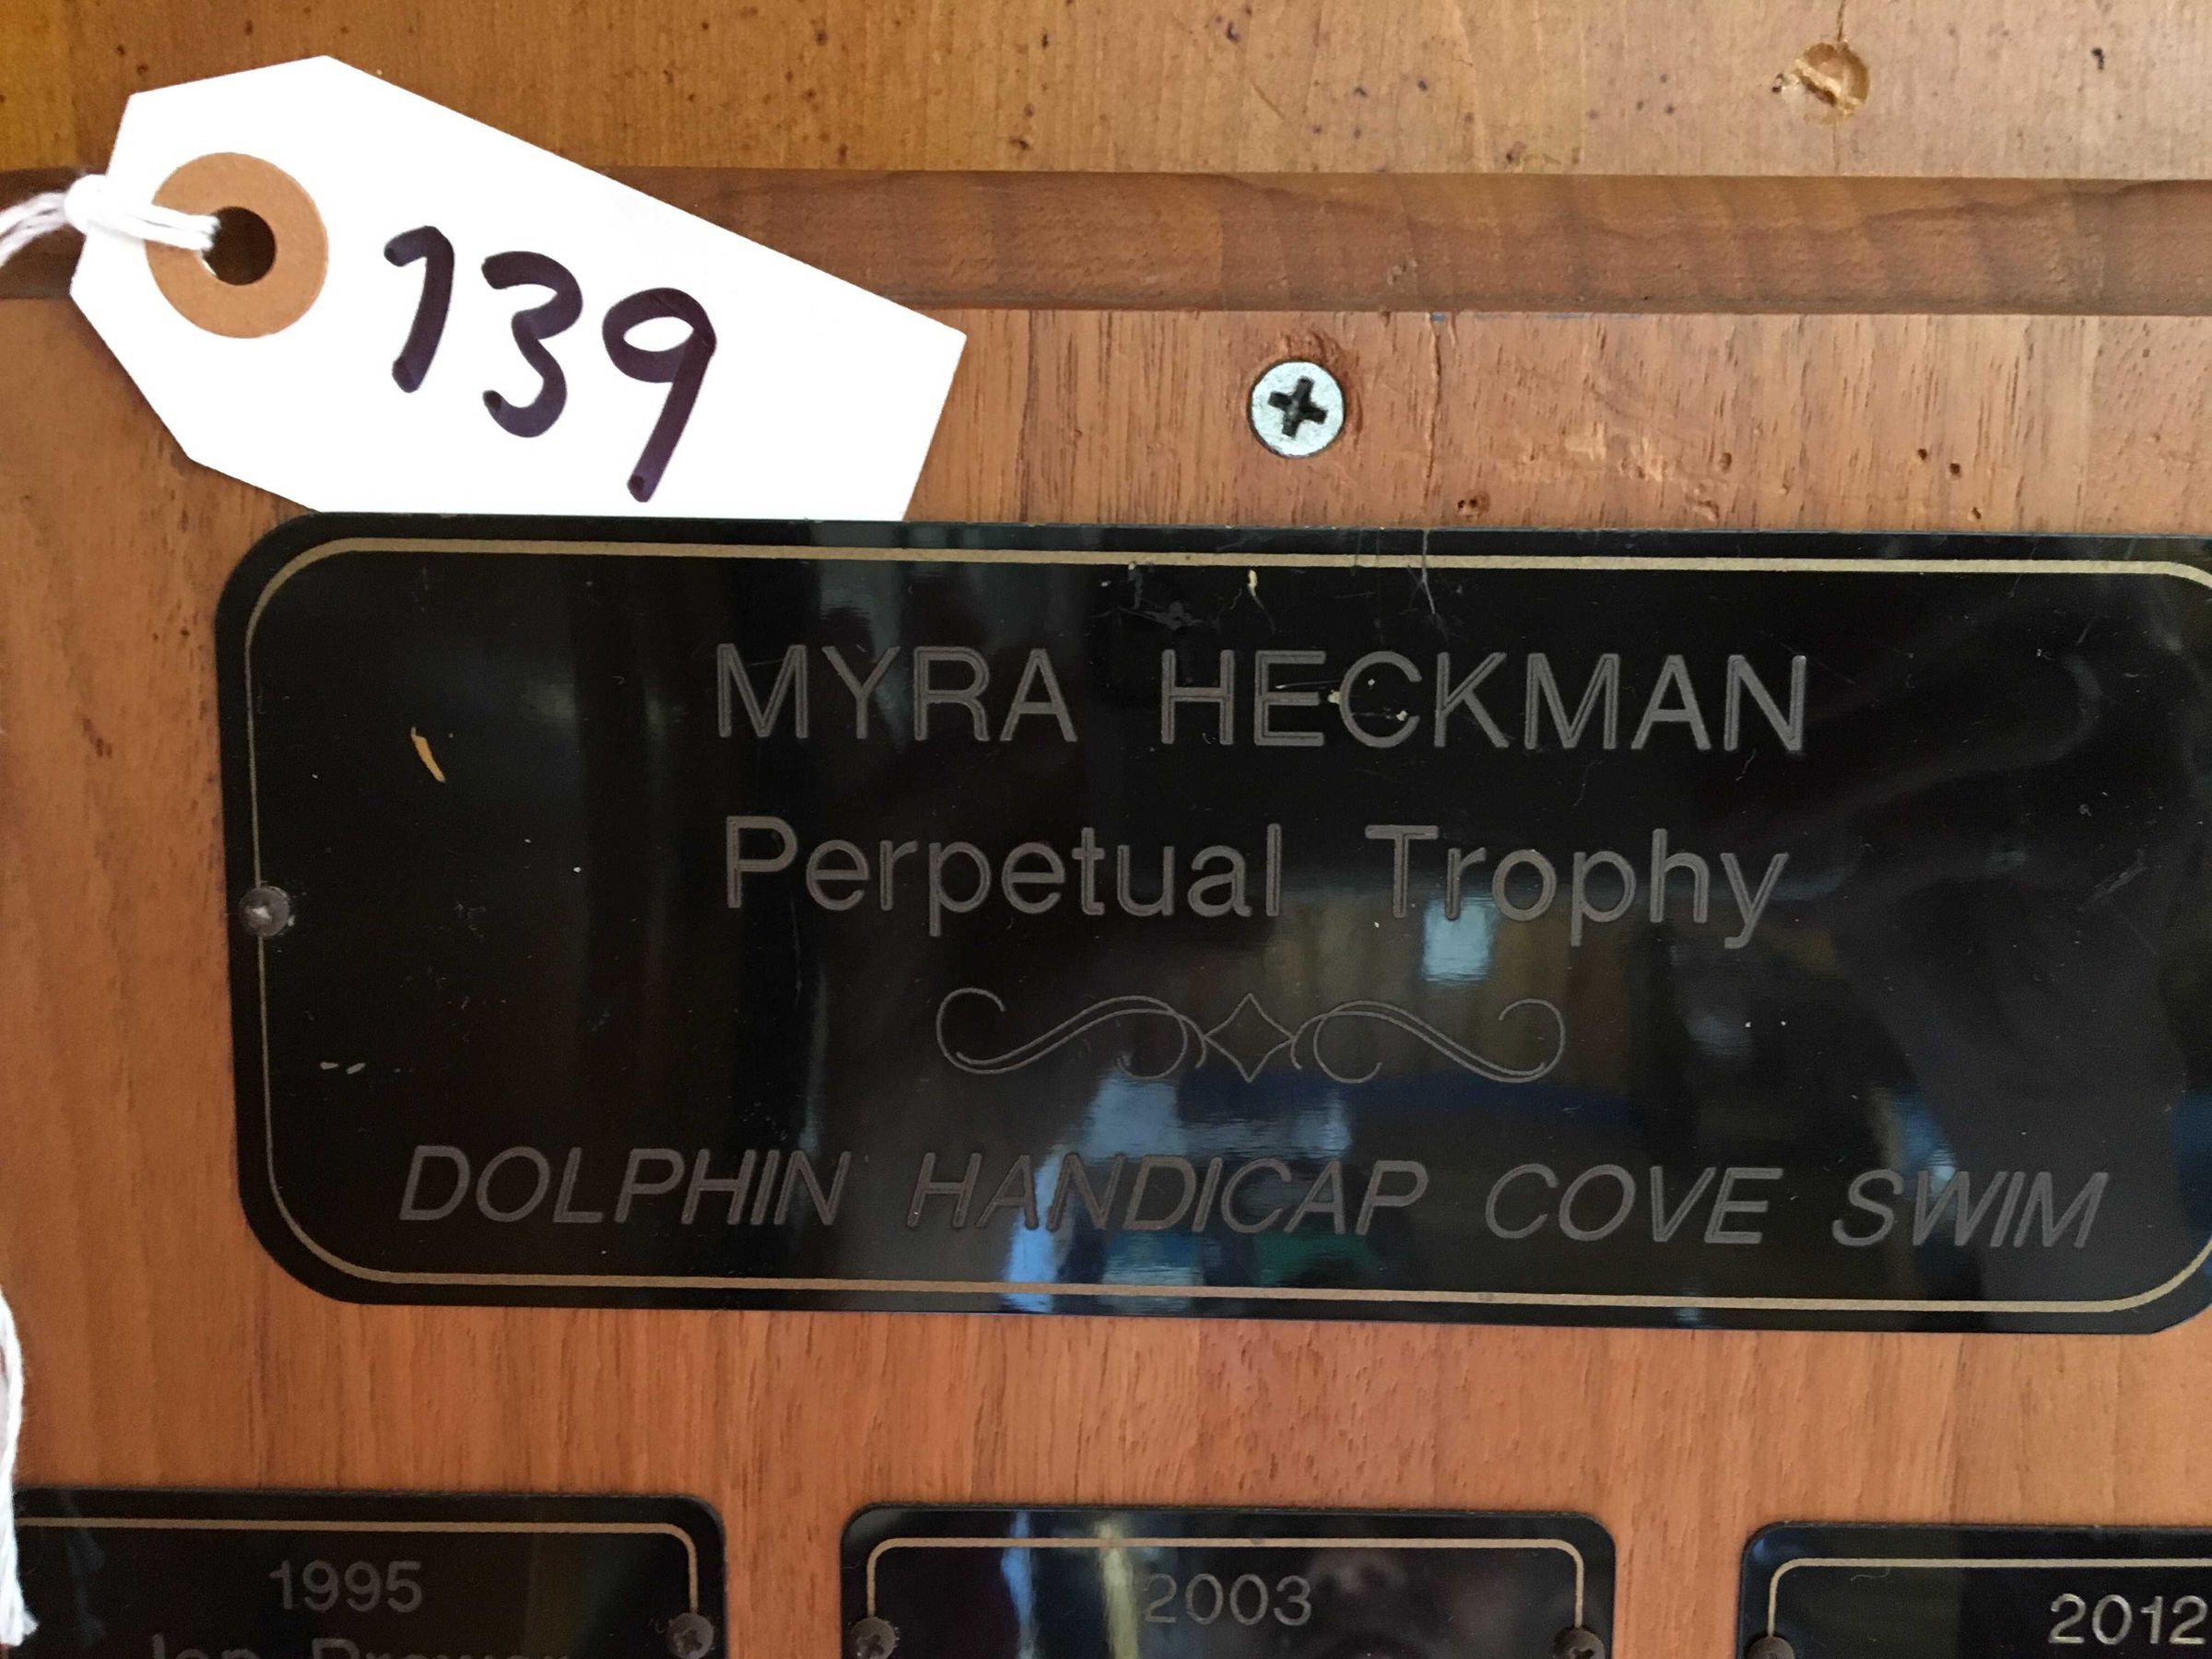 139
MYRA HECKMAN
Perpetual Trophy
DOLPHIN HANDICAP COVE SWIM
1995
2003
2012